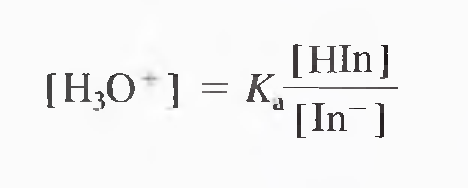 [H₃O⁺] = Kₐ [HIn] / [In⁻]